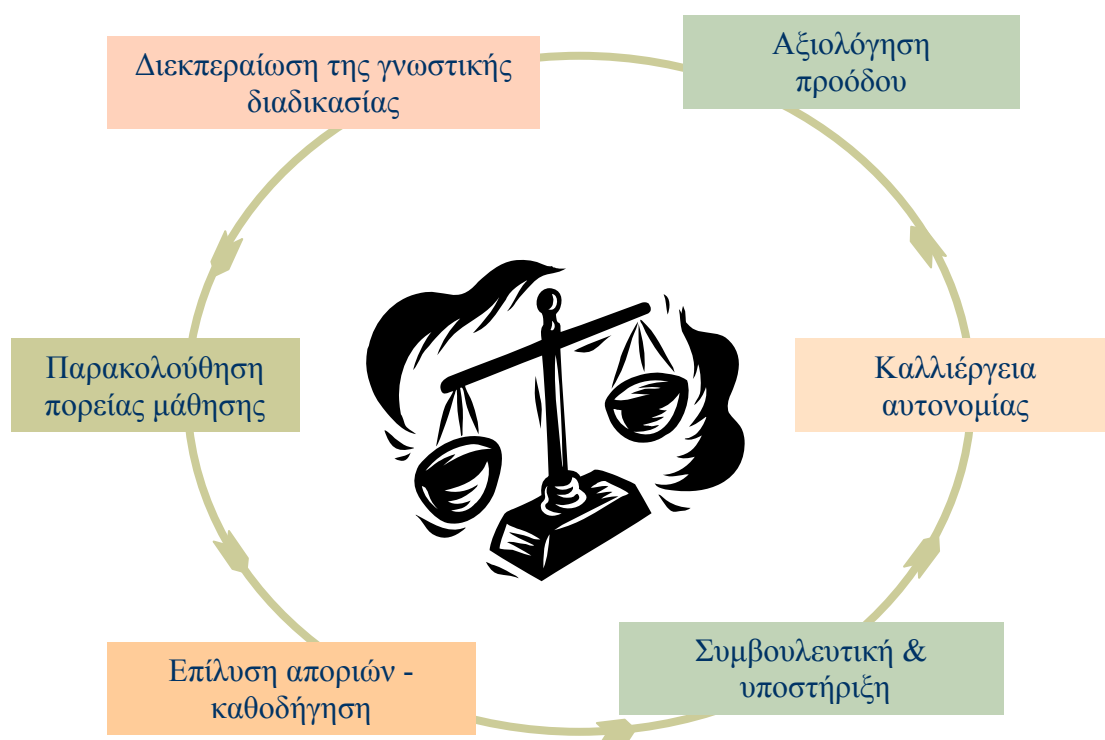 Διεκπεραίωση της γνωστικής
διαδικασίας
Αξιολόγηση
προόδου
Παρακολούθηση
πορείας μάθησης
Καλλιέργεια
αυτονομίας
Επίλυση αποριών -
καθοδήγηση
Συμβουλευτική &
υποστήριξη